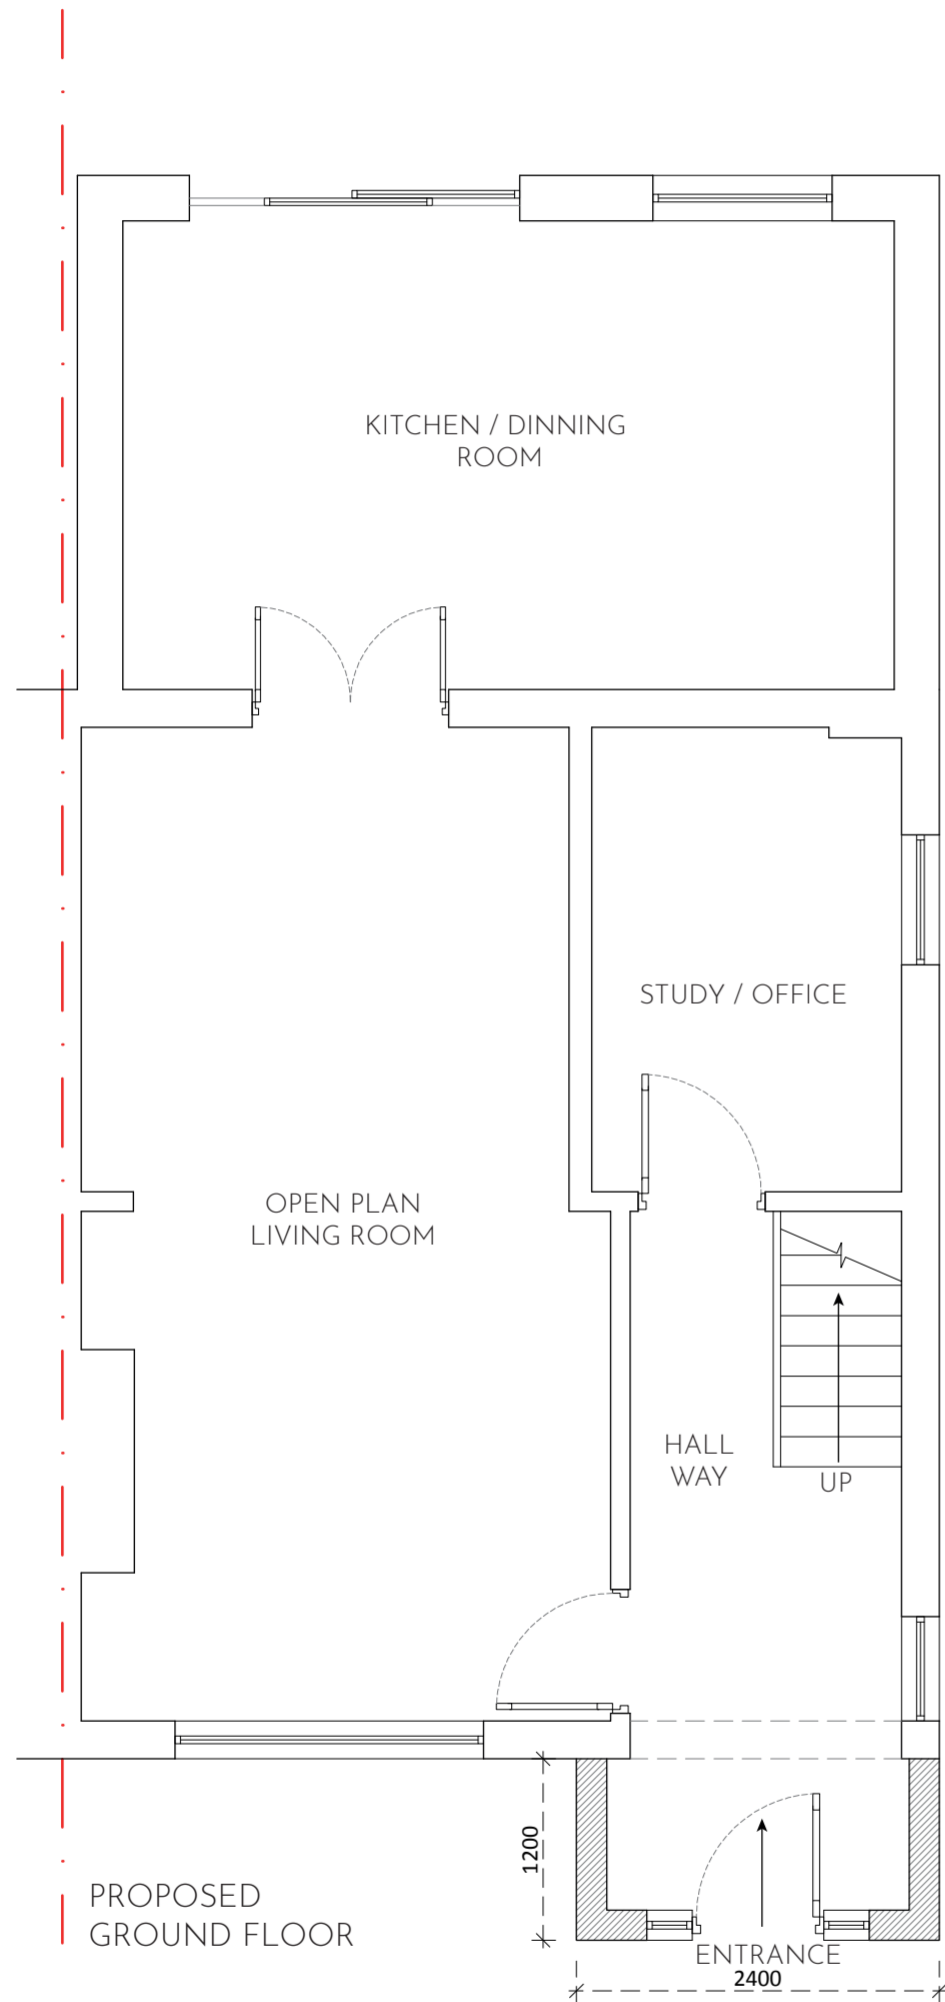 KITCHEN / DINNING
ROOM
STUDY / OFFICE
OPEN PLAN
LIVING ROOM
HALL
WAY
UP
1200
PROPOSED
GROUND FLOOR
ENTRANCE
2400